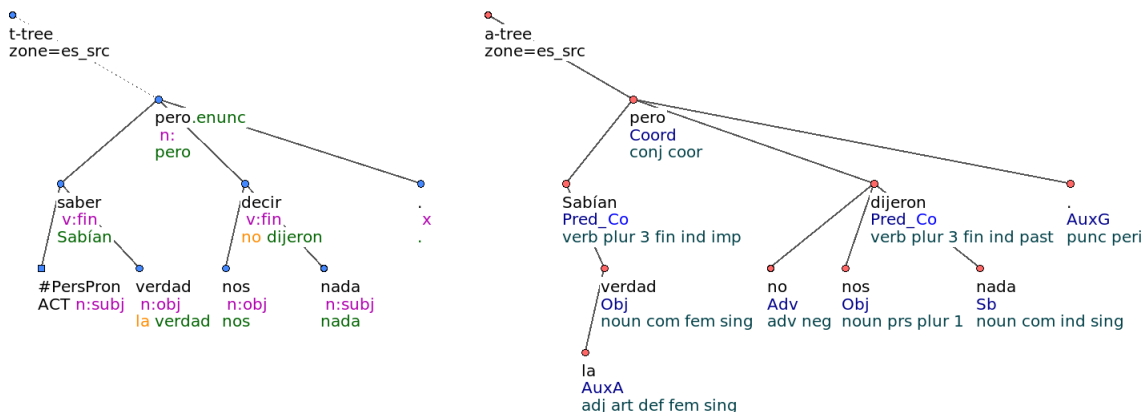 t-tree
zone=es_src
pero.enunc
n:
pero
saber
v:fin
Sabían
decir
v:fin
no dijeron
.
x
.
#PersPron
ACT n:subj
verdad
n:obj
la verdad
nos
n:obj
nos
nada
n:subj
nada
a-tree
zone=es_src
pero
Coord
conj coor
Sabían
Pred_Co
verb plur 3 fin ind imp
dijeron
Pred_Co
verb plur 3 fin ind past
.
AuxG
punc peri
verdad
Obj
noun com fem sing
no
Adv
adv neg
nos
Obj
noun prs plur 1
nada
Sb
noun com ind sing
la
AuxA
adj art def fem sing